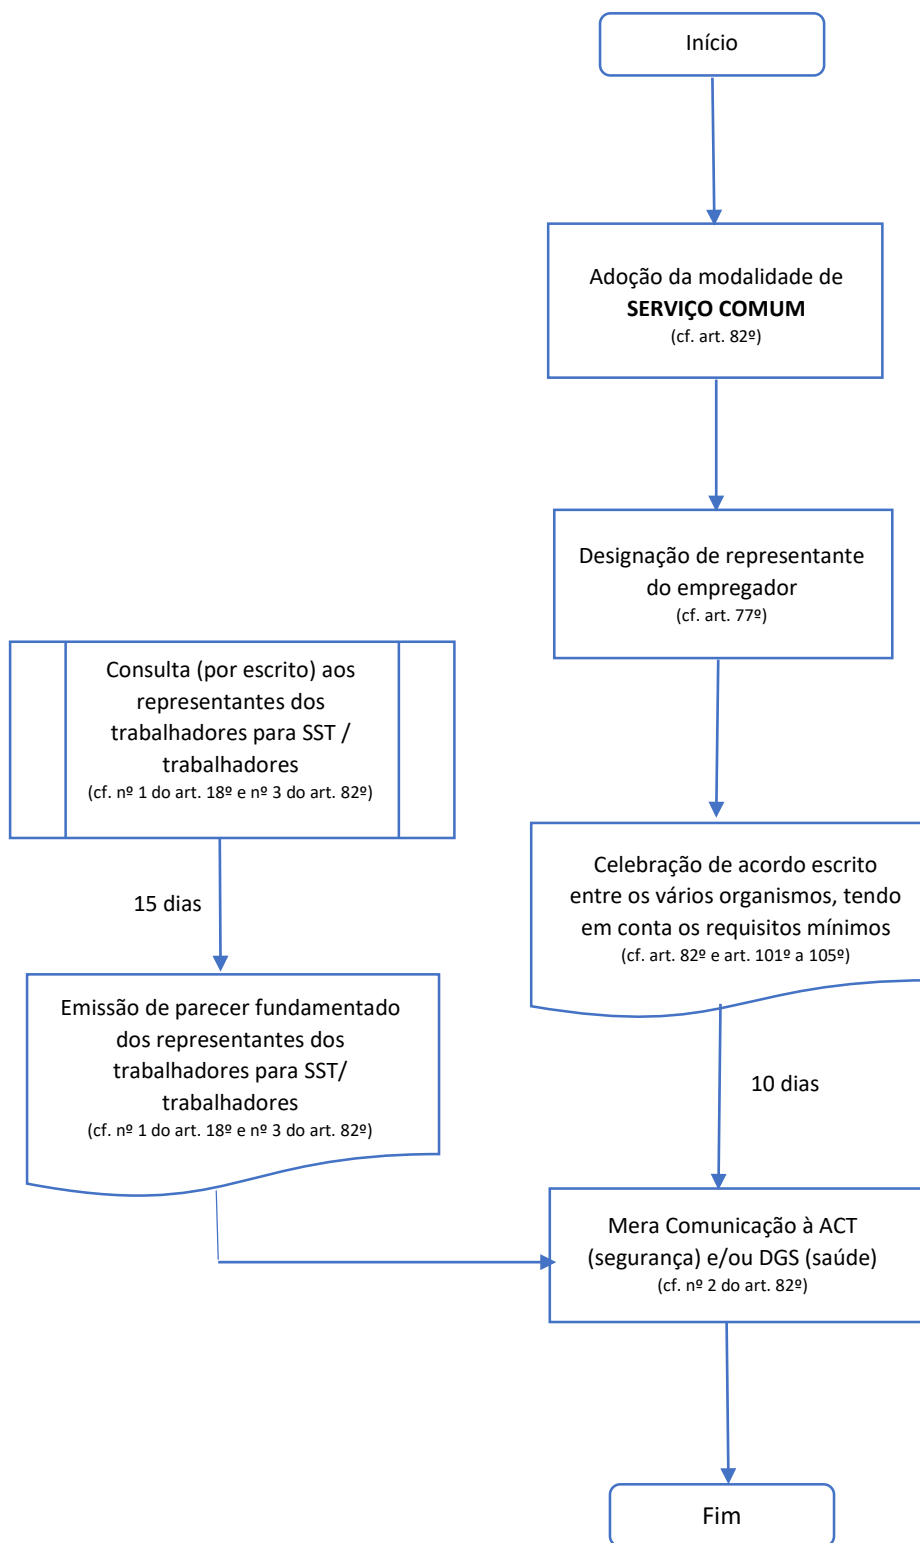 Início
Adoção da modalidade de
SERVIÇO COMUM
(cf. art. 82º)
Designação de representante
do empregador
(cf. art. 77º)
Consulta (por escrito) aos
representantes dos
trabalhadores para SST /
trabalhadores
(cf. nº 1 do art. 18º e nº 3 do art. 82º)
15 dias
Emissão de parecer fundamentado
dos representantes dos
trabalhadores para SST/
trabalhadores
(cf. nº 1 do art. 18º e nº 3 do art. 82º)
Celebração de acordo escrito
entre os vários organismos, tendo
em conta os requisitos mínimos
(cf. art. 82º e art. 101º a 105º)
10 dias
Mera Comunicação à ACT
(segurança) e/ou DGS (saúde)
(cf. nº 2 do art. 82º)
Fim